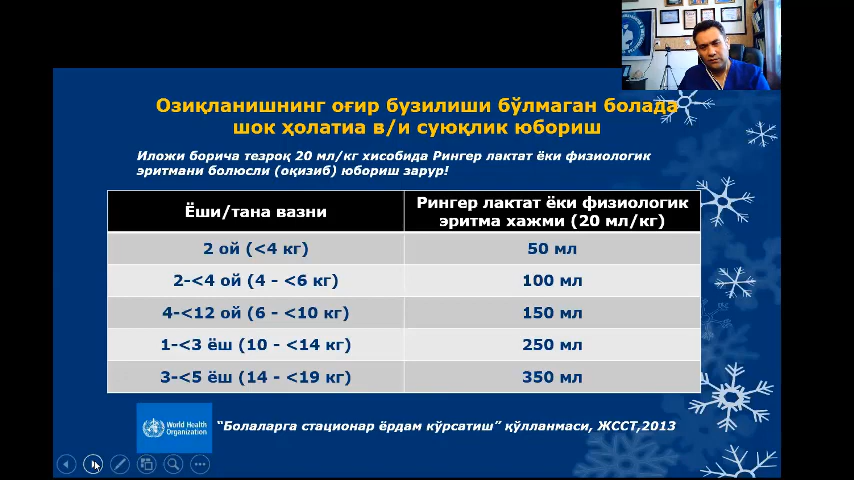 Озиқланишнинг оғир бузилиши бўлмаган болада
шок ҳолатиа в/и суюқлик юбориш
Иложи борича тезроқ 20 мл/кг хисобида Рингер лактат ёки физиологик
эритмани болюсли (оқизиб) юбориш зарур!
Ёши/тана вазни
Рингер лактат ёки физиологик
эритма хажми (20 мл/кг)
2 ой (<4 кг)
50 мл
2-<4 ой (4 - <6 кг)
100 мл
4-<12 ой (6 - <10 кг)
150 мл
1-<3 ёш (10 - <14 кг)
250 мл
3-<5 ёш (14 - <19 кг)
350 мл
World Health
Organization
“Болаларга стационар ёрдам кўрсатиш” қўлланмаси, ЖССТ,2013